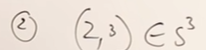 ② (2,3) ∈ S³